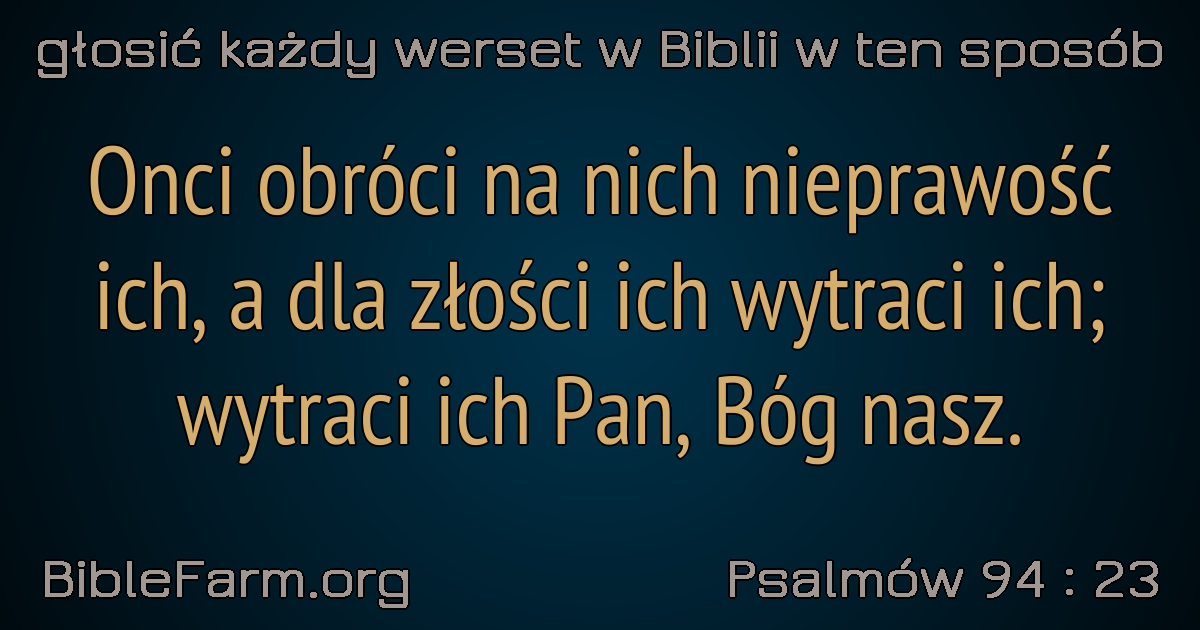 głosić każdy werset w Biblii w ten sposób
Onci obróci na nich nieprawość
ich, a dla złości ich wytraci ich;
wytraci ich Pan, Bóg nasz.
BibleFarm.org
Psalmów 94 : 23